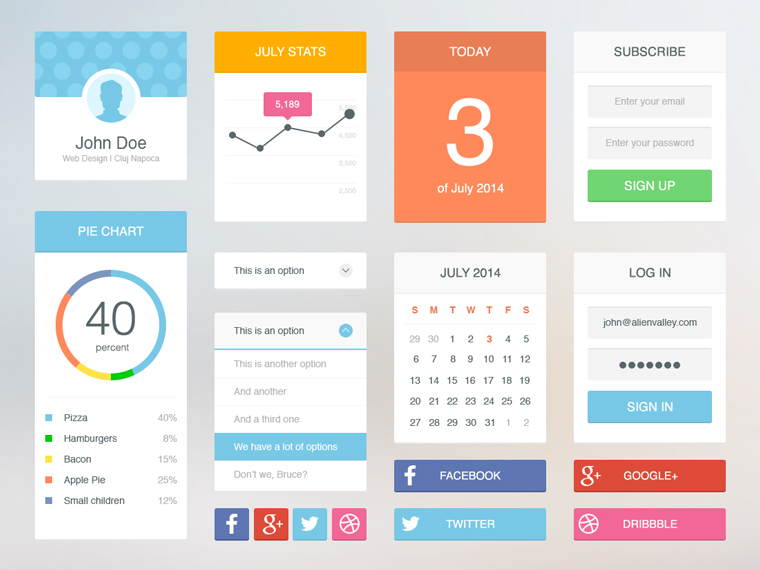 John Doe
Web Design | Cluj Napoca
PIE CHART
40
percent
Pizza 40%
Hamburgers 8%
Bacon 15%
Apple Pie 25%
Small children 12%
JULY STATS
5,189
5,500
4,500
3,500
2,500
This is an option
This is an option
This is another option
And another
And a third one
We have a lot of options
Don't we, Bruce?
f
g+
TODAY
3
of July 2014
JULY 2014
S M T W T F S
29 30 1 2 3 4 5
6 7 8 9 10 11 12
13 14 15 16 17 18 19
20 21 22 23 24 25 26
27 28 29 30 31 1 2
f FACEBOOK
TWITTER
SUBSCRIBE
Enter your email
Enter your password
SIGN UP
LOG IN
john@alienvalley.com
●●●●●●●
SIGN IN
g+ GOOGLE+
DRIBBBLE